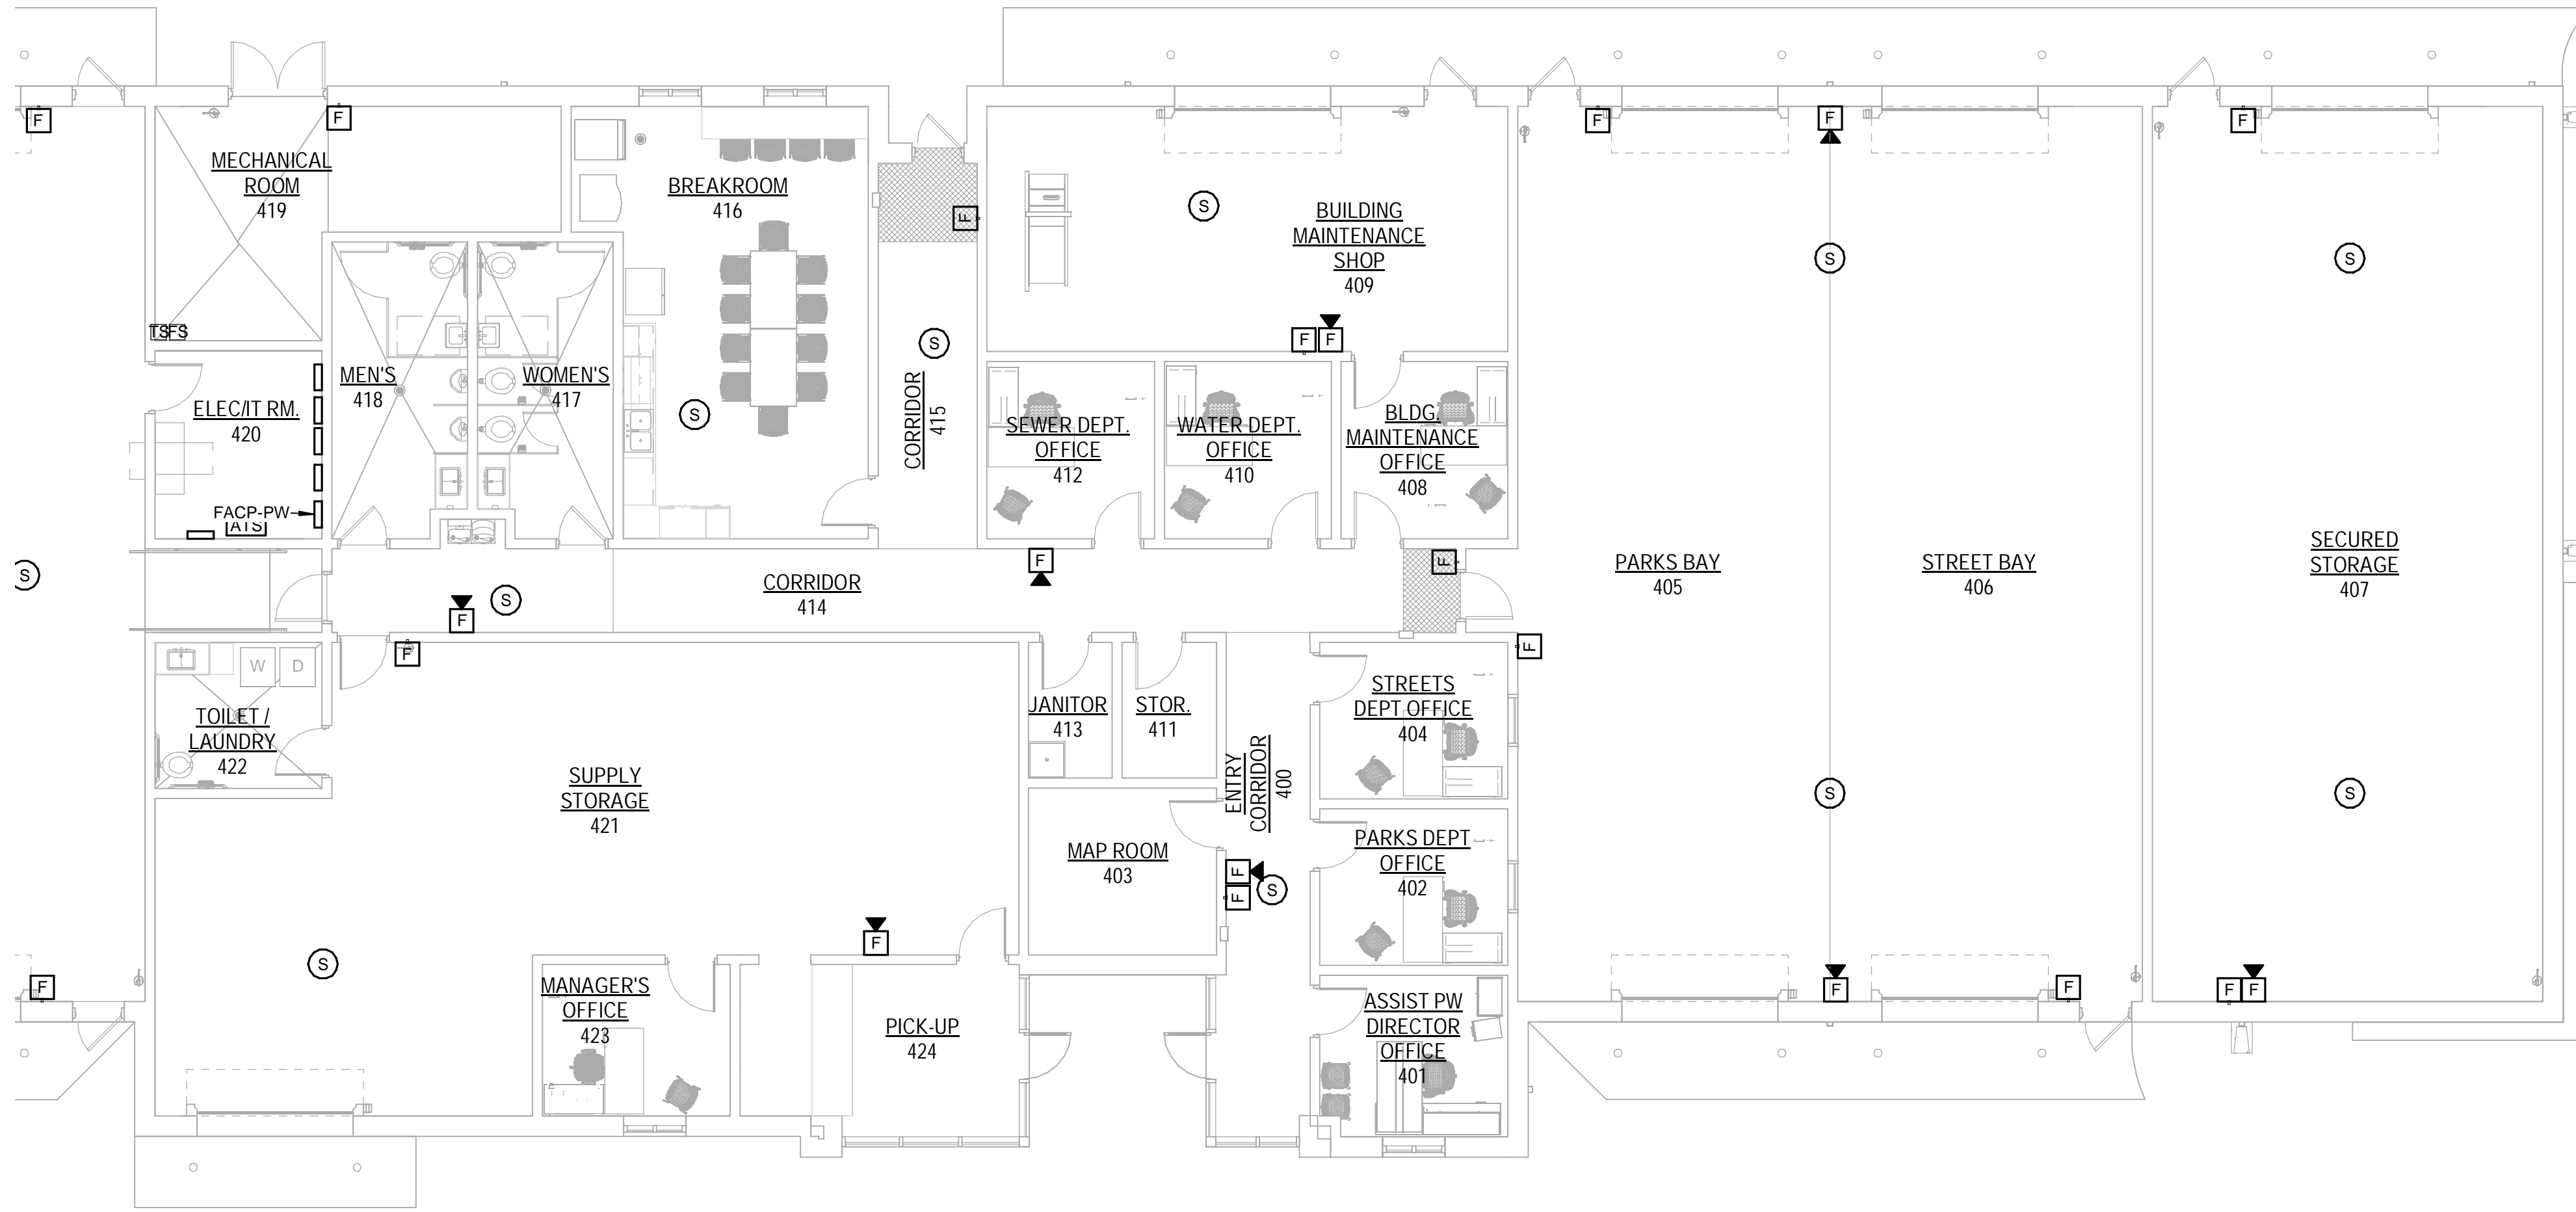 F
F
F
F
F
MECHANICAL
ROOM
419
BREAKROOM
416
F
S
BUILDING
MAINTENANCE
SHOP
409
S
S
TS
FS
S
F
F
MEN'S
418
WOMEN'S
417
ELEC/IT RM.
420
S
CORRIDOR
415
SEWER DEPT.
OFFICE
412
WATER DEPT.
OFFICE
410
BLDG.
MAINTENANCE
OFFICE
408
FACP-PW
ATS
S
F
F
CORRIDOR
414
S
F
PARKS BAY
405
STREET BAY
406
SECURED
STORAGE
407
F
F
W
D
TOILET /
LAUNDRY
422
JANITOR
413
STOR.
411
STREETS
DEPT OFFICE
404
SUPPLY
STORAGE
421
ENTRY
CORRIDOR
400
S
S
MAP ROOM
403
PARKS DEPT
OFFICE
402
F
F
S
F
S
F
MANAGER'S
OFFICE
423
PICK-UP
424
ASSIST PW
DIRECTOR
OFFICE
401
F
F
F
F